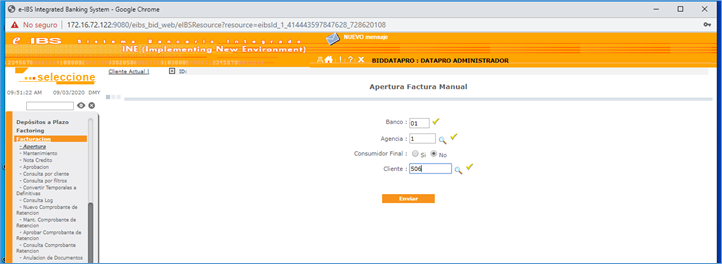 e-IBS Integrated Banking System - Google Chrome
No seguro | 172.16.72.122:9080/eibs_bid_web/eIBSResource?resource=eibsId_1_414443597847628_728620108
e IBS Sistema Bancario Integrado
NUEVO mensaje
INE (Implementing New Environment)
BIDDATAPRO : DATAPRO ADMINISTRADOR
...seleccione
Cliente Actual | ID:
09:51:22 AM 09/03/2020 DMY
Apertura Factura Manual
Banco : 01
Agencia : 1
Consumidor Final : Si No
Cliente : 506
Enviar
Depósitos a Plazo
Factoring
Facturacion
- Apertura
- Mantenimiento
- Nota Credito
- Aprobacion
- Consulta por cliente
- Consulta por filtros
- Convertir Temporales a
Definitivas
- Consulta Log
- Nuevo Comprobante de
Retencion
- Mant. Comprobante de
Retencion
- Aprobar Comprobante de
Retencion
- Consulta Comprobante
Retencion
- Anulacion de Documentos